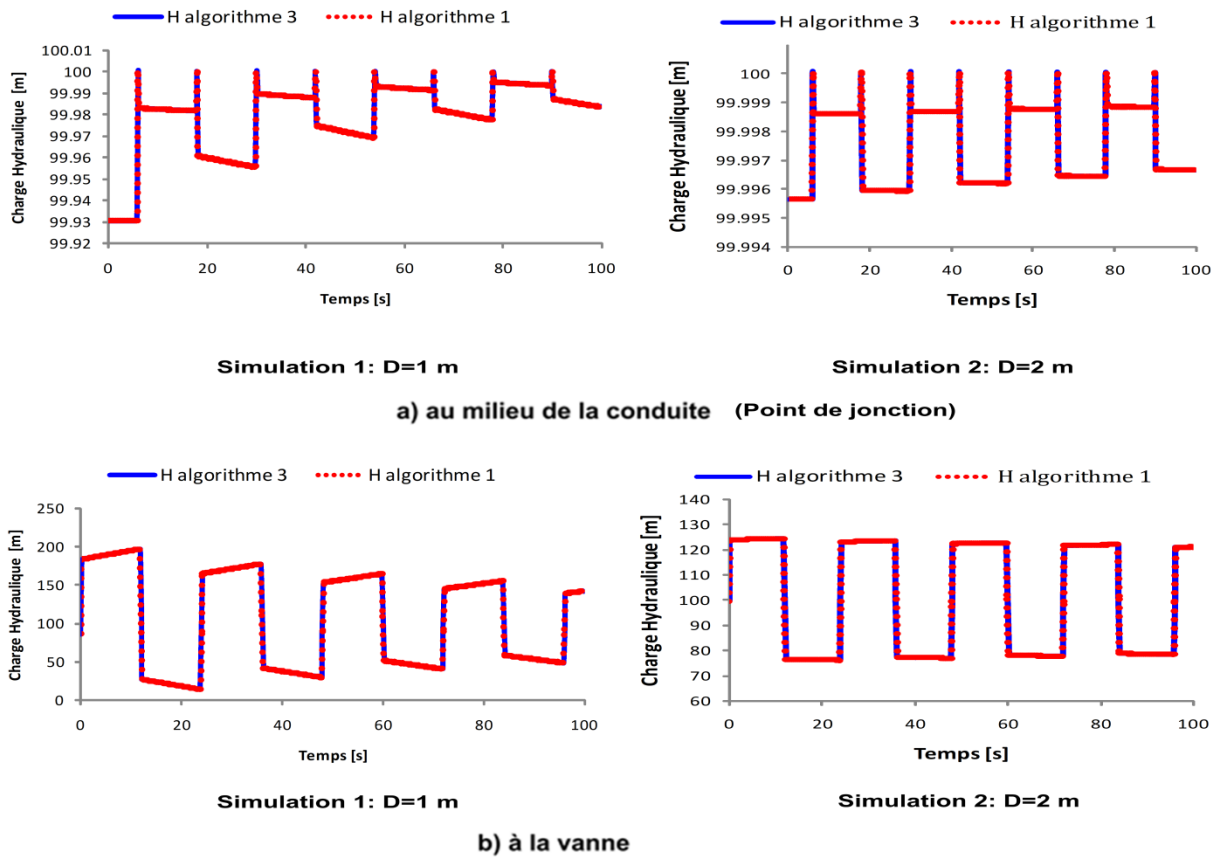 H algorithme 3 H algorithme 1
Charge Hydraulique [m]
100.01
100
99.99
99.98
99.97
99.96
99.95
99.94
99.93
99.92
0 20 40 60 80 100
Temps [s]
Simulation 1: D=1 m
H algorithme 3 H algorithme 1
Charge Hydraulique [m]
100
99.999
99.998
99.997
99.996
99.995
99.994
0 20 40 60 80 100
Temps [s]
Simulation 2: D=2 m
a) au milieu de la conduite (Point de jonction)
H algorithme 3 H algorithme 1
Charge Hydraulique [m]
250
200
150
100
50
0
0 20 40 60 80 100
Temps [s]
Simulation 1: D=1 m
H algorithme 3 H algorithme 1
Charge Hydraulique [m]
140
130
120
110
100
90
80
70
60
0 20 40 60 80 100
Temps [s]
Simulation 2: D=2 m
b) à la vanne